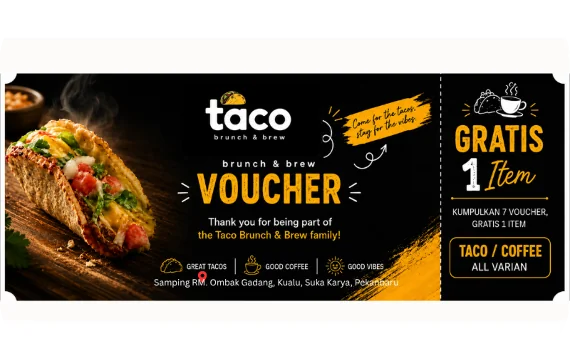 taco
brunch & brew
Come for the tacos,
stay for the vibes.
brunch & brew
VOUCHER
Thank you for being part of
the Taco Brunch & Brew family!
GREAT TACOS
GOOD COFFEE
GOOD VIBES
Samping RM. Ombak Gadang, Kualu, Suka Karya, Pekanbaru
GRATIS
1 Item
KUMPULKAN 7 VOUCHER,
GRATIS 1 ITEM
TACO / COFFEE
ALL VARIAN